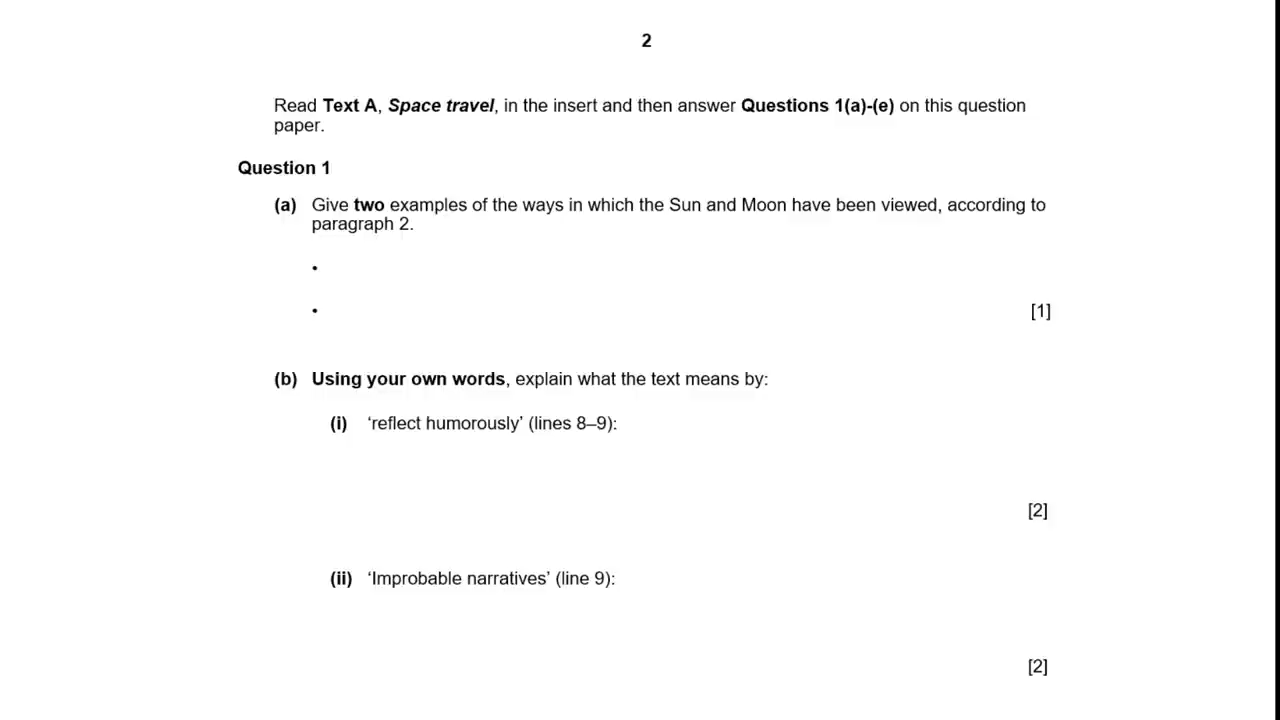 2
Read Text A, Space travel, in the insert and then answer Questions 1(a)-(e) on this question
paper.
Question 1
(a) Give two examples of the ways in which the Sun and Moon have been viewed, according to
paragraph 2.
•
• [1]
(b) Using your own words, explain what the text means by:
(i) ‘reflect humorously’ (lines 8–9):
[2]
(ii) ‘Improbable narratives’ (line 9):
[2]